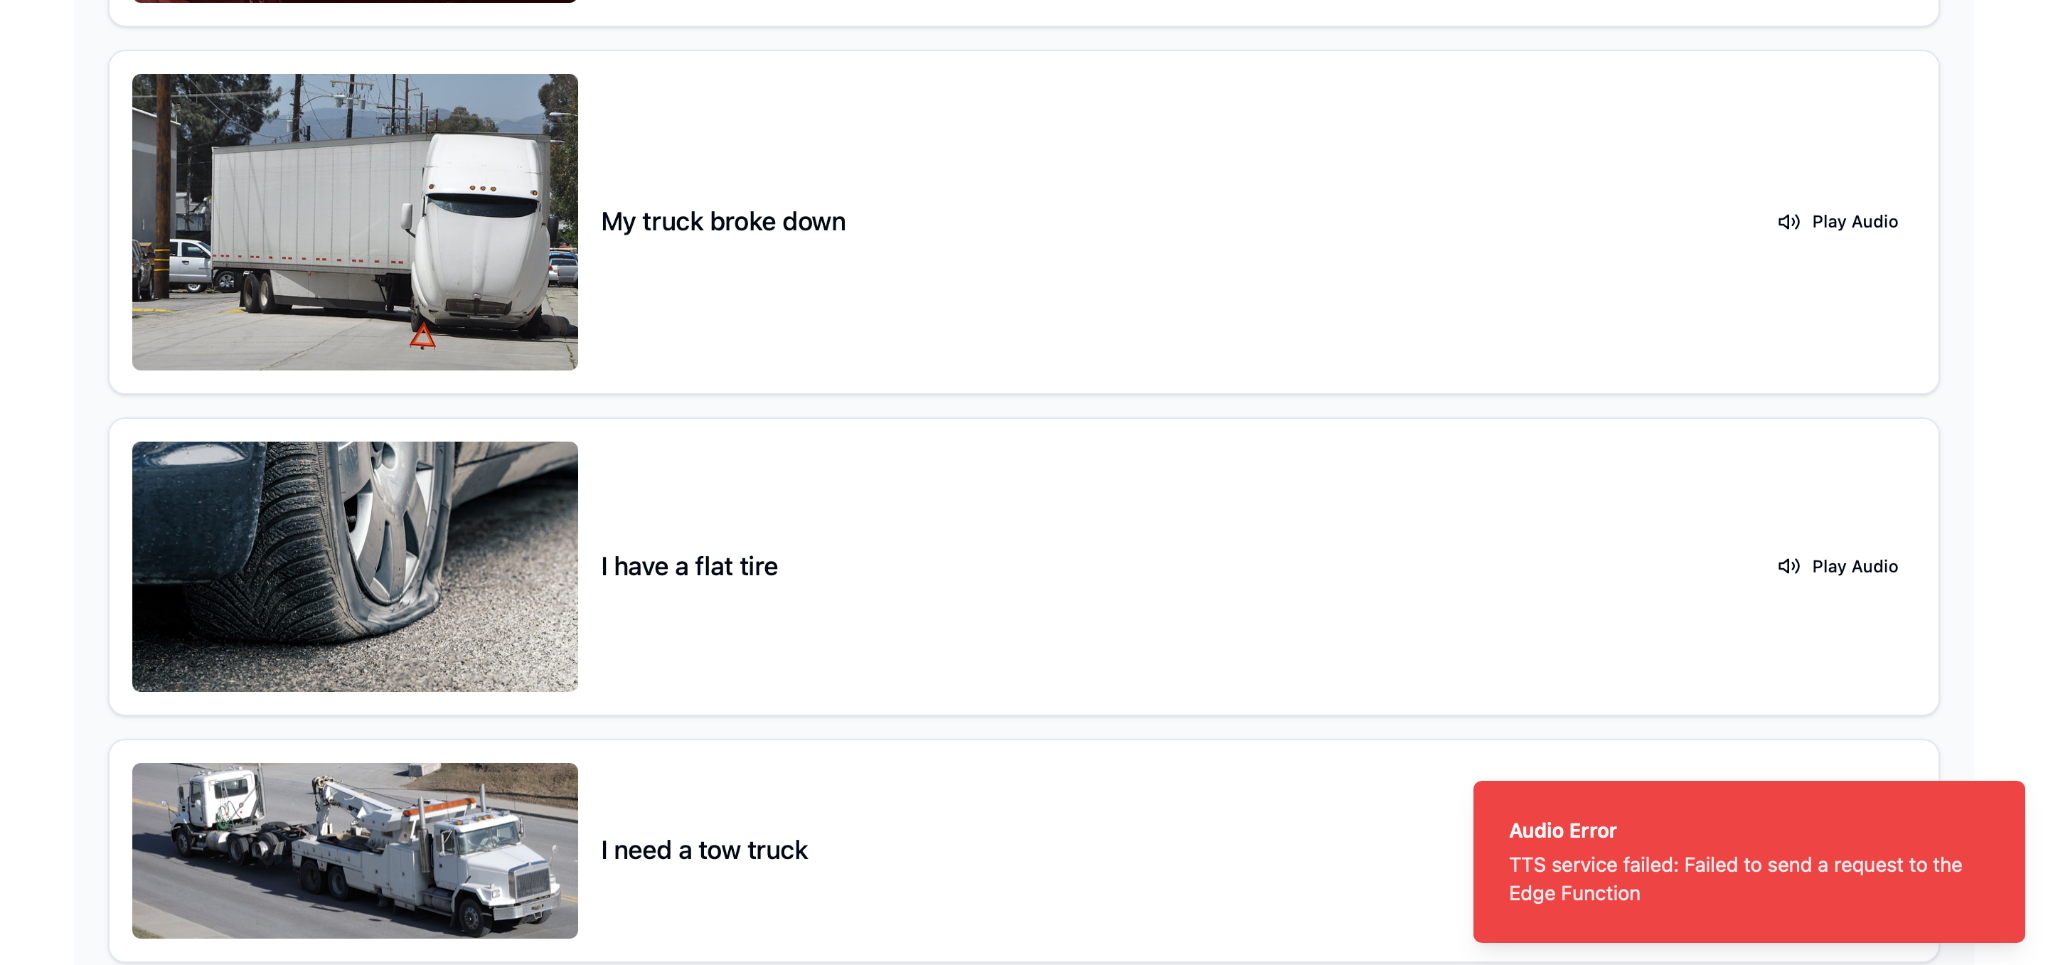 My truck broke down
Play Audio
I have a flat tire
Play Audio
I need a tow truck
Audio Error
TTS service failed: Failed to send a request to the
Edge Function